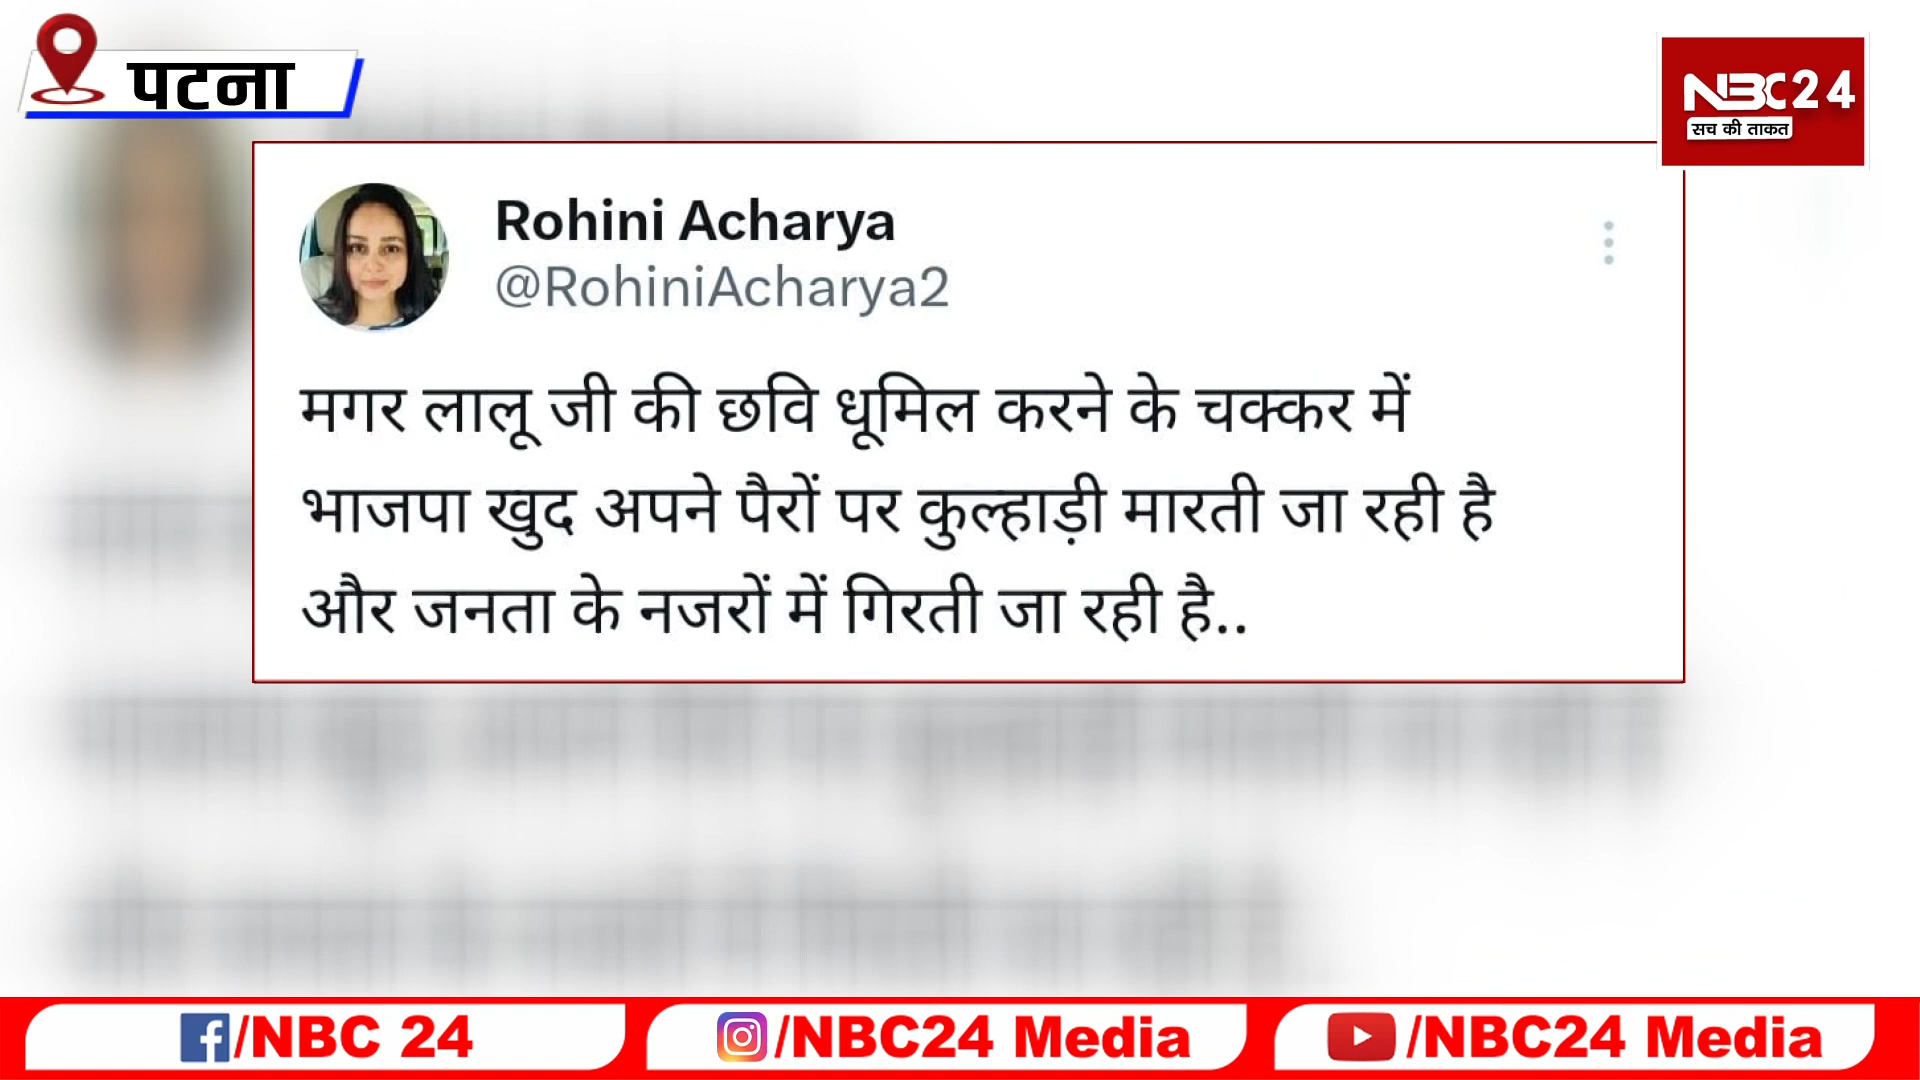 पटना
NBC24
सच की ताकत
Rohini Acharya
@RohiniAcharya2
मगर लालू जी की छवि धूमिल करने के चक्कर में
भाजपा खुद अपने पैरों पर कुल्हाड़ी मारती जा रही है
और जनता के नजरों में गिरती जा रही है..
/NBC 24
/NBC24 Media
/NBC24 Media